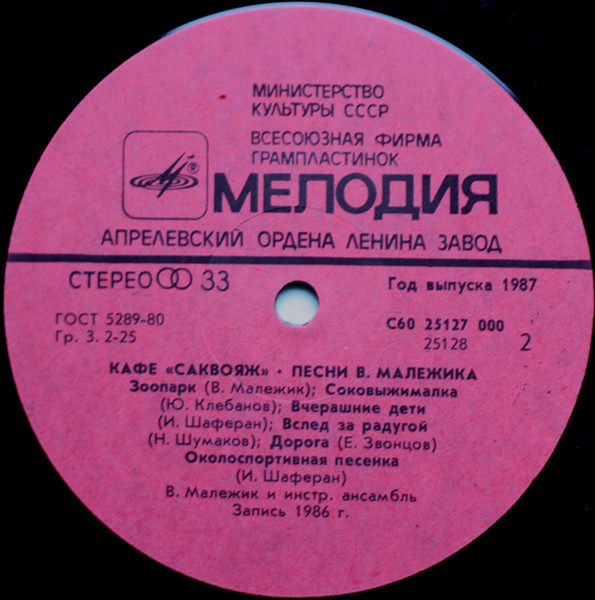 МИНИСТЕРСТВО
КУЛЬТУРЫ СССР
ВСЕСОЮЗНАЯ ФИРМА
ГРАМПЛАСТИНОК
®
МЕЛОДИЯ
АПРЕЛЕВСКИЙ ОРДЕНА ЛЕНИНА ЗАВОД
СТЕРЕО 33
Год выпуска 1987
ГОСТ 5289-80
Гр. 3. 2-25
С60 25127 000
25128
2
КАФЕ «САКВОЯЖ» · ПЕСНИ В. МАЛЕЖИКА
Зоопарк (В. Малежик); Соковыжималка
(Ю. Клебанов); Вчерашние дети
(И. Шаферан); Вслед за радугой
(Н. Шумаков); Дорога (Е. Звонцов)
Околоспортивная песенка
(И. Шаферан)
В. Малежик и инстр. ансамбль
Запись 1986 г.